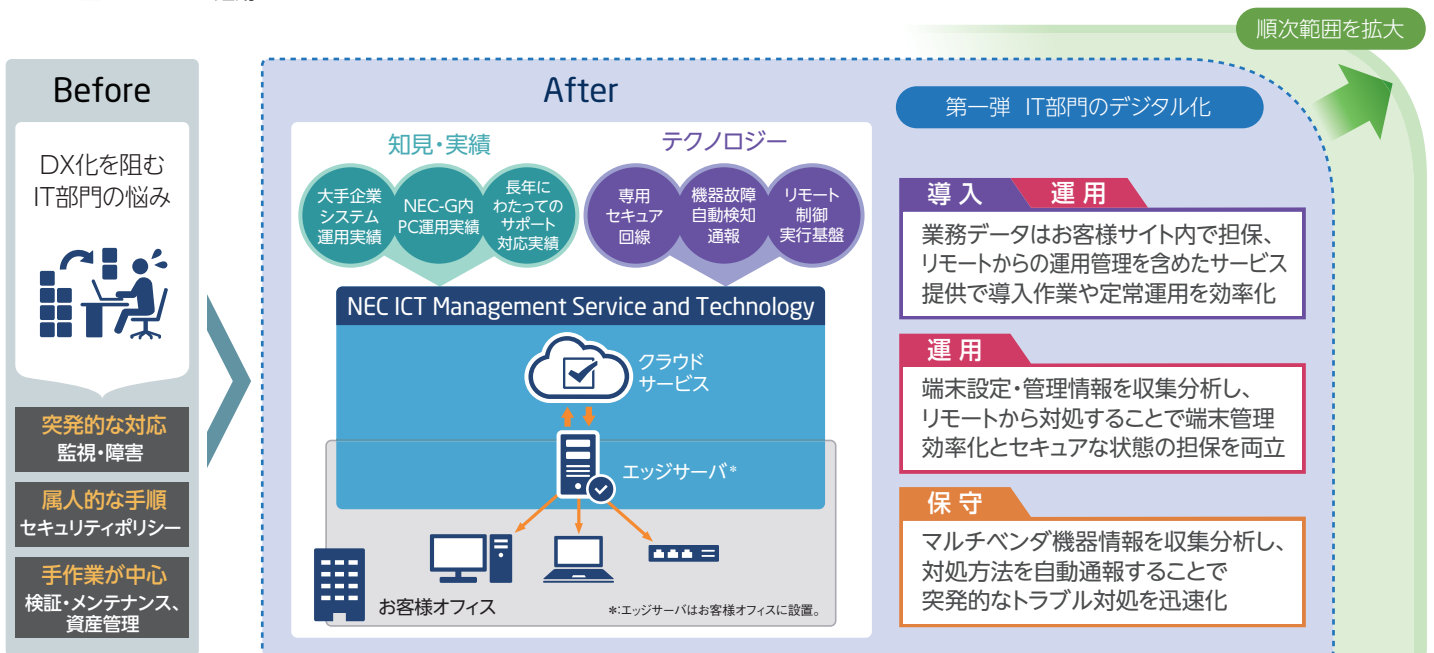 順次範囲を拡大
Before
DX化を阻む
IT部門の悩み
突発的な対応
監視・障害
属人的な手順
セキュリティポリシー
手作業が中心
検証・メンテナンス、
資産管理
After
知見・実績
大手企業
システム
運用実績
NEC-G内
PC運用実績
長年に
わたっての
サポート
対応実績
テクノロジー
専用
セキュア
回線
機器故障
自動検知
通報
リモート
制御
実行基盤
NEC ICT Management Service and Technology
クラウド
サービス
エッジサーバ*
お客様オフィス
*:エッジサーバはお客様オフィスに設置。
第一弾 IT部門のデジタル化
導入 運用
業務データはお客様サイト内で担保、
リモートからの運用管理を含めたサービス
提供で導入作業や定常運用を効率化
運用
端末設定・管理情報を収集分析し、
リモートから対処することで端末管理
効率化とセキュアな状態の担保を両立
保守
マルチベンダ機器情報を収集分析し、
対処方法を自動通報することで
突発的なトラブル対処を迅速化